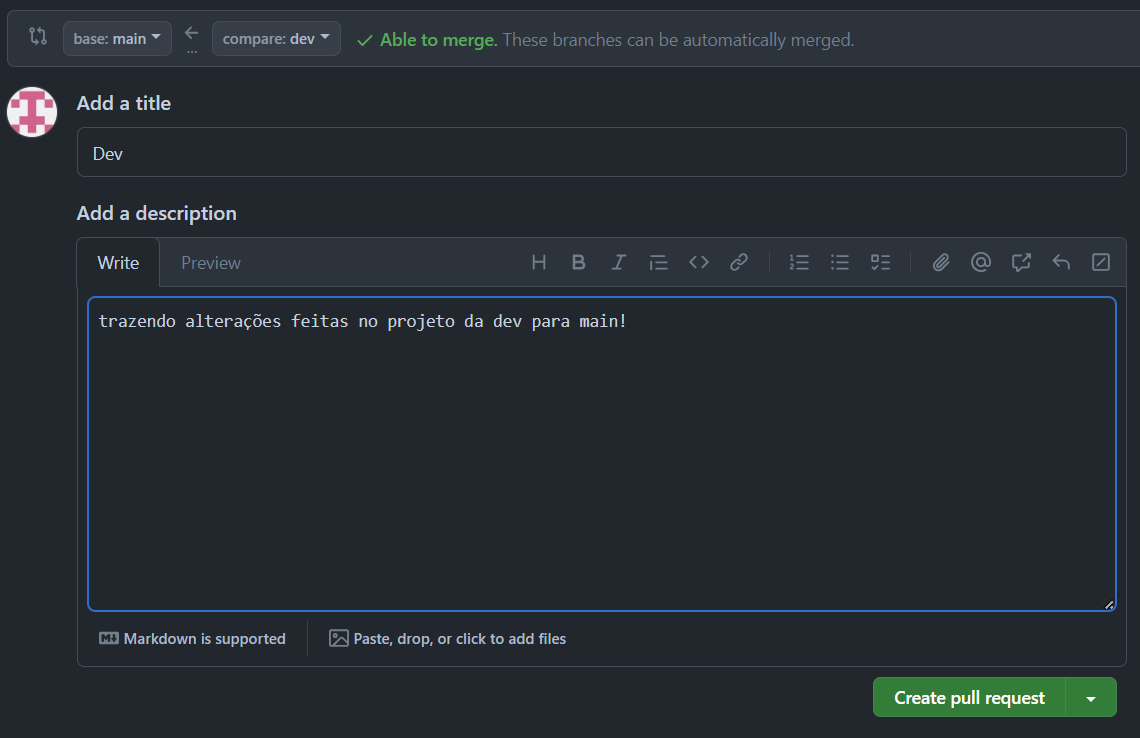 base: main
compare: dev
Able to merge. These branches can be automatically merged.
Add a title
Dev
Add a description
Write
Preview
trazendo alterações feitas no projeto da dev para main!
Markdown is supported
Paste, drop, or click to add files
Create pull request